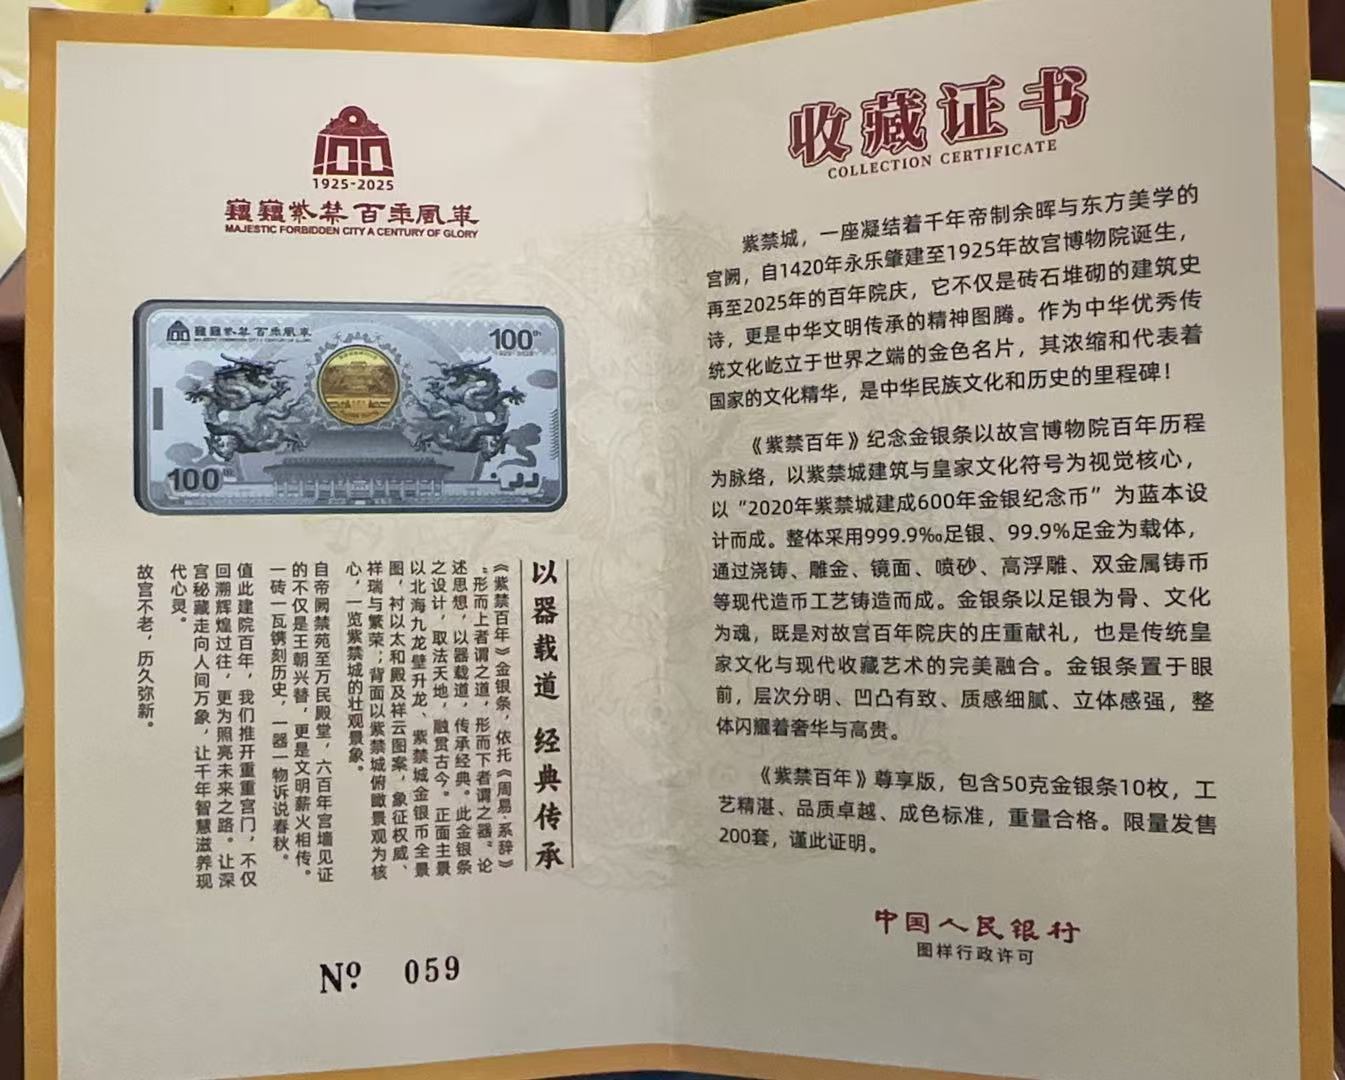 1925-2025
巍巍紫禁 百乘风华
MAJESTIC FORBIDDEN CITY A CENTURY OF GLORY
巍巍紫禁 百乘风华
MAJESTIC FORBIDDEN CITY A CENTURY OF GLORY
100th
1925-2025
100th
以器载道 经典传承
《紫禁百年》金银条，依托《周易·系辞》
“形而上者谓之道，形而下者谓之器。”论
述思想，以器载道，传承经典。此金银条
之设计，取法天地，融贯古今。正面主景
以北海九龙壁升龙、紫禁城金银币全景
图，衬以太和殿及祥云图案，象征权威、
祥瑞与繁荣；背面以紫禁城俯瞰景观为核
心，一览紫禁城的壮观景象。
自帝阙禁苑至万民殿堂，六百年宫墙见证
的不仅是王朝兴替，更是文明薪火相传。
一砖一瓦镌刻历史，一器一物诉说春秋。
值此建院百年，我们推开重重宫门，不仅
回溯辉煌过往，更为照亮未来之路。让深
宫秘藏走向人间万象，让千年智慧滋养现
代心灵。
故宫不老，历久弥新。
No. 059
收藏证书
COLLECTION CERTIFICATE
紫禁城，一座凝结着千年帝制余晖与东方美学的
宫阙，自1420年永乐肇建至1925年故宫博物院诞生，
再至2025年的百年院庆，它不仅是砖石堆砌的建筑史
诗，更是中华文明传承的精神图腾。作为中华优秀传
统文化屹立于世界之端的金色名片，其浓缩和代表着
国家的文化精华，是中华民族文化和历史的里程碑！
《紫禁百年》纪念金银条以故宫博物院百年历程
为脉络，以紫禁城建筑与皇家文化符号为视觉核心，
以“2020年紫禁城建成600年金银纪念币”为蓝本设
计而成。整体采用999.9‰足银、99.9%足金为载体，
通过浇铸、雕金、镜面、喷砂、高浮雕、双金属铸币
等现代造币工艺铸造而成。金银条以足银为骨、文化
为魂，既是对故宫百年院庆的庄重献礼，也是传统皇
家文化与现代收藏艺术的完美融合。金银条置于眼
前，层次分明、凹凸有致、质感细腻、立体感强，整
体闪耀着奢华与高贵。
《紫禁百年》尊享版，包含50克金银条10枚，工
艺精湛、品质卓越、成色标准，重量合格。限量发售
200套，谨此证明。
中国人民银行
图样行政许可